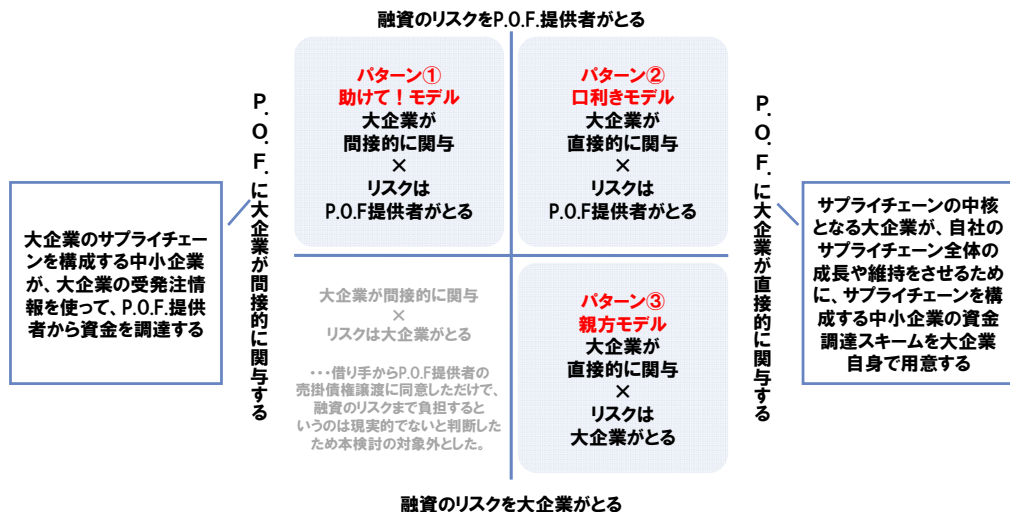 融資のリスクをP.O.F.提供者がとる
P.O.F.に大企業が間接的に関与する
大企業のサプライチェー
ンを構成する中小企業
が、大企業の受発注情
報を使って、P.O.F.提供
者から資金を調達する
パターン①
助けて！モデル
大企業が
間接的に関与
×
リスクは
P.O.F提供者がとる
パターン②
口利きモデル
大企業が
直接的に関与
×
リスクは
P.O.F提供者がとる
大企業が間接的に関与
×
リスクは大企業がとる
・・・借り手からP.O.F提供者の
売掛債権譲渡に同意しただけで、
融資のリスクまで負担すると
いうのは現実的でないと判断した
ため本検討の対象外とした。
パターン③
親方モデル
大企業が
直接的に関与
×
リスクは
大企業がとる
P.O.F.に大企業が直接的に関与する
サプライチェーンの中核
となる大企業が、自社の
サプライチェーン全体の
成長や維持をさせるため
に、サプライチェーンを構
成する中小企業の資金
調達スキームを大企業
自身で用意する
融資のリスクを大企業がとる